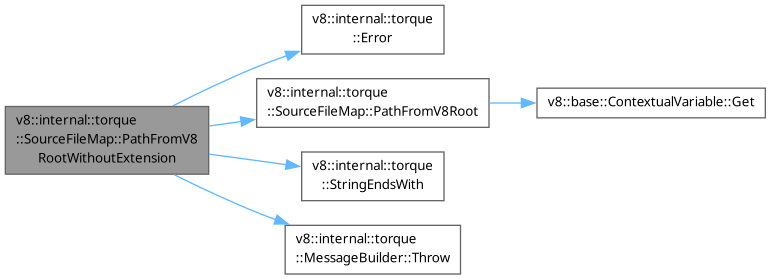 v8::internal::torque
::SourceFileMap::PathFromV8
RootWithoutExtension
v8::internal::torque
::Error
v8::internal::torque
::SourceFileMap::PathFromV8Root
v8::base::ContextualVariable::Get
v8::internal::torque
::StringEndsWith
v8::internal::torque
::MessageBuilder::Throw